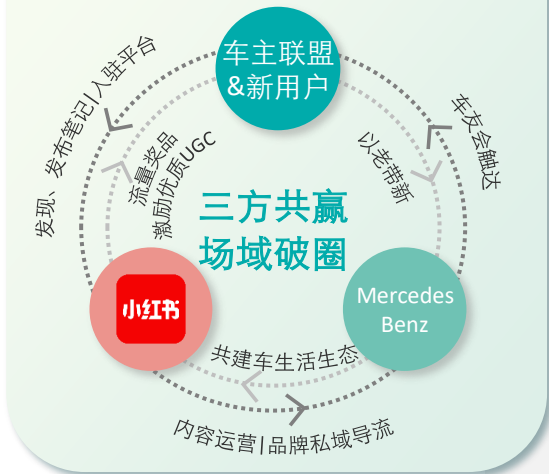 车主联盟
&新用户
发现、发布笔记|入驻平台
流量奖品
激励优质UGC
车友会触达
以老带新
三方共赢
场域破圈
小红书
Mercedes
Benz
共建车生活生态
内容运营|品牌私域导流